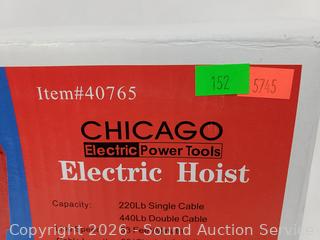 152 5745
Item#40765
CHICAGO
Electric Power Tools
Electric Hoist
Capacity: 220Lb Single Cable
440Lb Double Cable
Copyright 2026 - Sound Auction Service